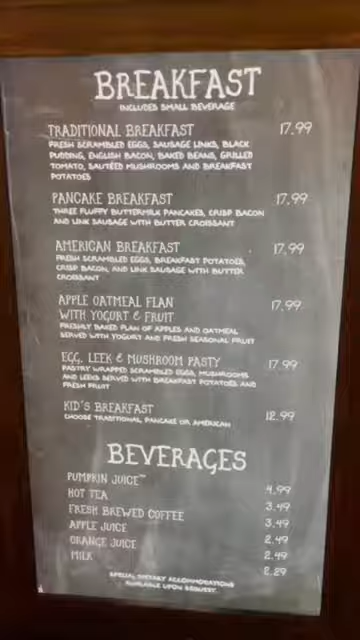 BREAKFAST
INCLUDES SMALL BEVERAGE
TRADITIONAL BREAKFAST 17.99
FRESH SCRAMBLED EGGS, SAUSAGE LINKS, BLACK
PUDDING, ENGLISH BACON, BAKED BEANS, GRILLED
TOMATO, SAUTÉED MUSHROOMS AND BREAKFAST
POTATOES
PANCAKE BREAKFAST 17.99
THREE FLUFFY BUTTERMILK PANCAKES, CRISP BACON
AND LINK SAUSAGE WITH BUTTER CROISSANT
AMERICAN BREAKFAST 17.99
FRESH SCRAMBLED EGGS, BREAKFAST POTATOES,
CRISP BACON, AND LINK SAUSAGE WITH BUTTER
CROISSANT
APPLE OATMEAL FLAN 17.99
WITH YOGURT & FRUIT
FRESHLY BAKED FLAN OF APPLES AND OATMEAL
SERVED WITH YOGURT AND FRESH SEASONAL FRUIT
EGG, LEEK & MUSHROOM PASTY 17.99
PASTRY WRAPPED SCRAMBLED EGGS, MUSHROOMS
AND LEEKS SERVED WITH BREAKFAST POTATOES AND
FRESH FRUIT
KID'S BREAKFAST 12.99
CHOOSE TRADITIONAL, PANCAKE OR AMERICAN
BEVERAGES
PUMPKIN JUICE™ 4.99
HOT TEA 3.49
FRESH BREWED COFFEE 3.49
APPLE JUICE 2.49
ORANGE JUICE 2.49
MILK 2.29
SPECIAL DIETARY ACCOMMODATIONS
AVAILABLE UPON REQUEST